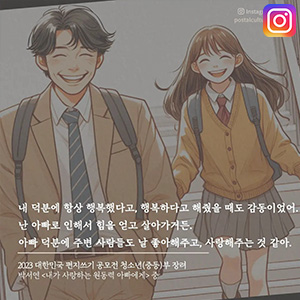 Instag
postalcultu
내 덕분에 항상 행복했다고, 행복하다고 해줬을 때도 감동이었어.
난 아빠로 인해서 힘을 얻고 살아가거든.
아빠 덕분에 주변 사람들도 날 좋아해주고, 사랑해주는 것 같아.
2023 대한민국 편지쓰기 공모전 청소년(중등)부 장려
박서연 <내가 사랑하는 원동력 아빠에게> 중